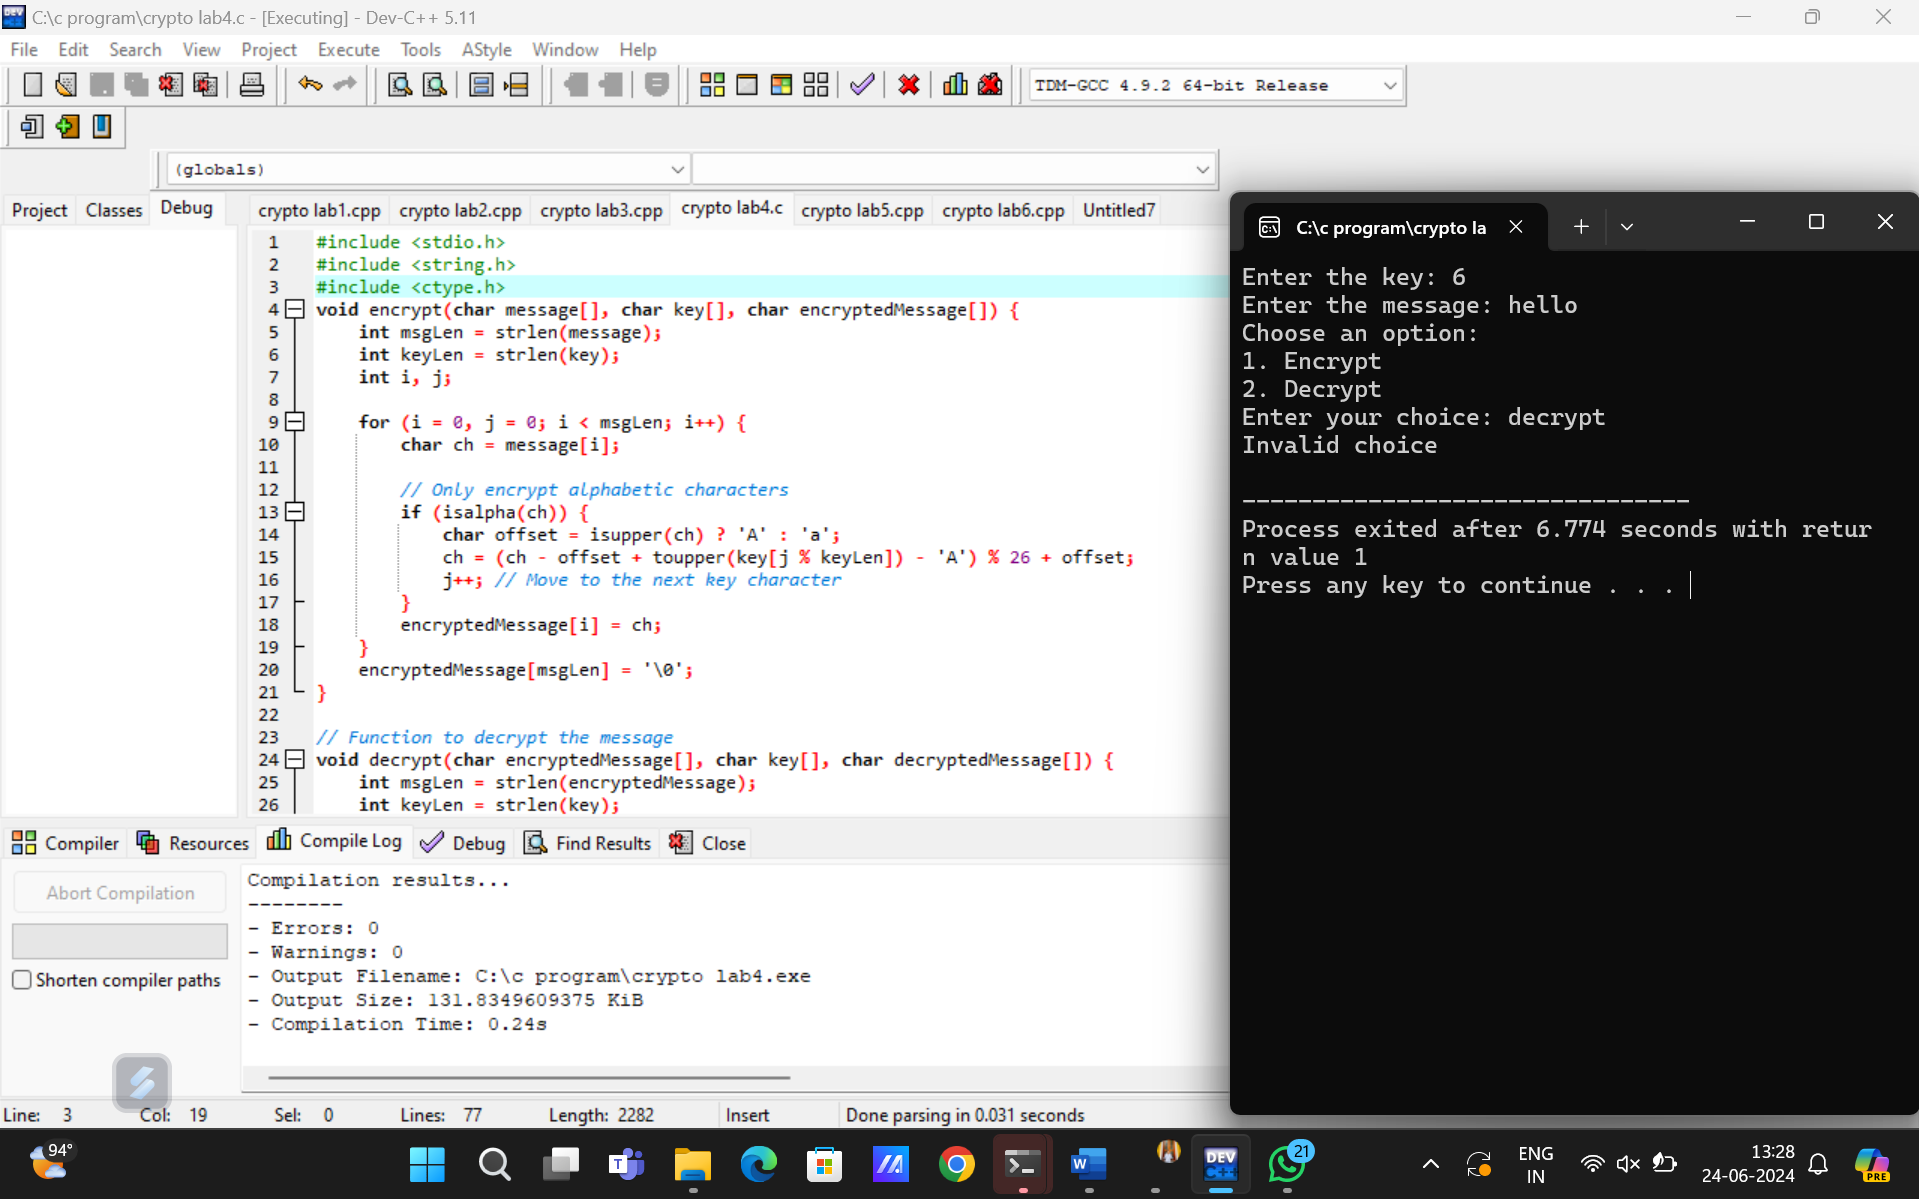 C:\c program\crypto lab4.c - [Executing] - Dev-C++ 5.11
File Edit Search View Project Execute Tools AStyle Window Help
TDM-GCC 4.9.2 64-bit Release
(globals)
Project Classes Debug
crypto lab1.cpp crypto lab2.cpp crypto lab3.cpp crypto lab4.c crypto lab5.cpp crypto lab6.cpp Untitled7
1 #include <stdio.h>
2 #include <string.h>
3 #include <ctype.h>
4 void encrypt(char message[], char key[], char encryptedMessage[]) {
5 int msgLen = strlen(message);
6 int keyLen = strlen(key);
7 int i, j;
8
9 for (i = 0, j = 0; i < msgLen; i++) {
10 char ch = message[i];
11
12 // Only encrypt alphabetic characters
13 if (isalpha(ch)) {
14 char offset = isupper(ch) ? 'A' : 'a';
15 ch = (ch - offset + toupper(key[j % keyLen]) - 'A') % 26 + offset;
16 j++; // Move to the next key character
17 }
18 encryptedMessage[i] = ch;
19 }
20 encryptedMessage[msgLen] = '\0';
21 }
22
23 // Function to decrypt the message
24 void decrypt(char encryptedMessage[], char key[], char decryptedMessage[]) {
25 int msgLen = strlen(encryptedMessage);
26 int keyLen = strlen(key);
C:\c program\crypto la
Enter the key: 6
Enter the message: hello
Choose an option:
1. Encrypt
2. Decrypt
Enter your choice: decrypt
Invalid choice
--------------------------------
Process exited after 6.774 seconds with retur
n value 1
Press any key to continue . . .
Compiler Resources Compile Log Debug Find Results Close
Abort Compilation
Shorten compiler paths
Compilation results...
--------
- Errors: 0
- Warnings: 0
- Output Filename: C:\c program\crypto lab4.exe
- Output Size: 131.8349609375 KiB
- Compilation Time: 0.24s
Line: 3 Col: 19 Sel: 0 Lines: 77 Length: 2282 Insert Done parsing in 0.031 seconds
94°
DEV
C++
21
ENG
IN
13:28
24-06-2024
PRE